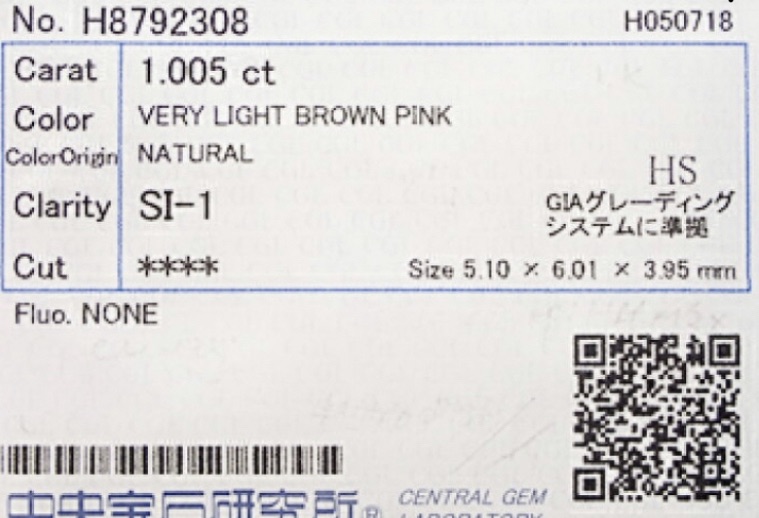 No. H8792308 H050718
Carat 1.005 ct
Color VERY LIGHT BROWN PINK
ColorOrigin NATURAL
Clarity SI-1
HS
GIAグレーディング
システムに準拠
Cut **** Size 5.10 × 6.01 × 3.95 mm
Fluo. NONE
中央宝石研究所® CENTRAL GEM
LABORATORY